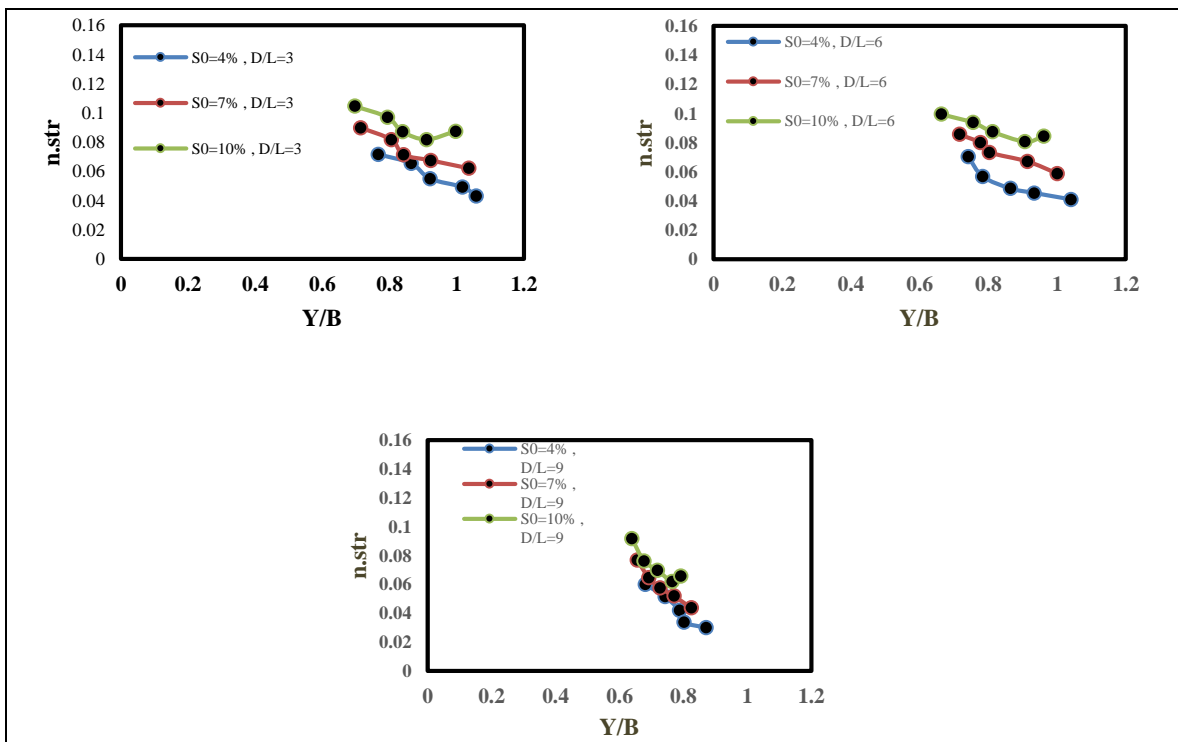 0.16
0.14
0.12
0.1
0.08
0.06
0.04
0.02
0
n.str
S0=4% , D/L=3
S0=7% , D/L=3
S0=10% , D/L=3
0 0.2 0.4 0.6 0.8 1 1.2
Y/B
0.16
0.14
0.12
0.1
0.08
0.06
0.04
0.02
0
n.str
S0=4%, D/L=6
S0=7% , D/L=6
S0=10% , D/L=6
0 0.2 0.4 0.6 0.8 1 1.2
Y/B
0.16
0.14
0.12
0.1
0.08
0.06
0.04
0.02
0
n.str
S0=4% ,
D/L=9
S0=7% ,
D/L=9
S0=10% ,
D/L=9
0 0.2 0.4 0.6 0.8 1 1.2
Y/B